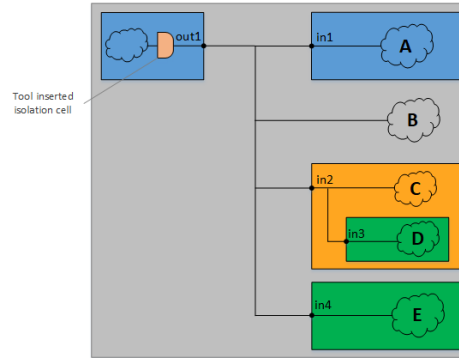 out1
in1
A
Tool inserted
isolation cell
B
in2
C
in3
D
in4
E